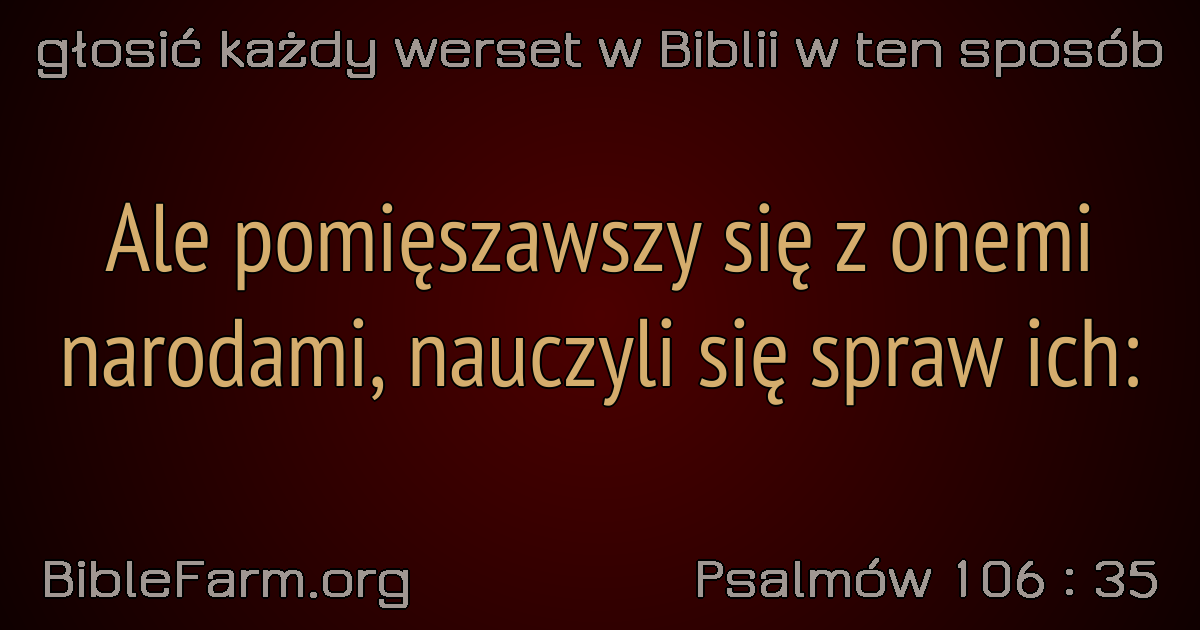 głosić każdy werset w Biblii w ten sposób
Ale pomięszawszy się z onemi
narodami, nauczyli się spraw ich:
BibleFarm.org
Psalmów 106 : 35